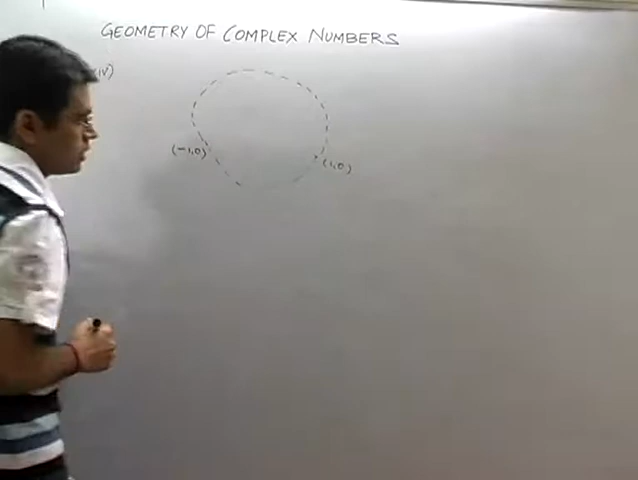 GEOMETRY OF COMPLEX NUMBERS
(iv)
(-1,0)
(1,0)